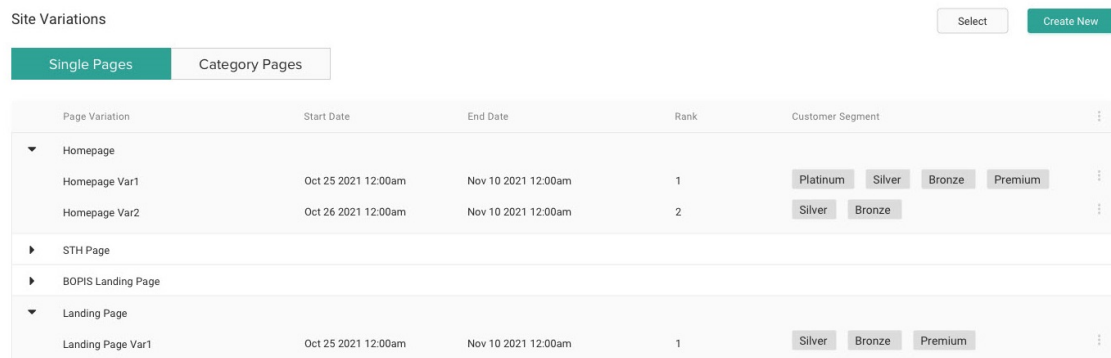 Site Variations Select Create New
Single Pages Category Pages
Page Variation Start Date End Date Rank Customer Segment
Homepage
Homepage Var1 Oct 25 2021 12:00am Nov 10 2021 12:00am 1 Platinum Silver Bronze Premium
Homepage Var2 Oct 26 2021 12:00am Nov 10 2021 12:00am 2 Silver Bronze
STH Page
BOPIS Landing Page
Landing Page
Landing Page Var1 Oct 25 2021 12:00am Nov 10 2021 12:00am 1 Silver Bronze Premium